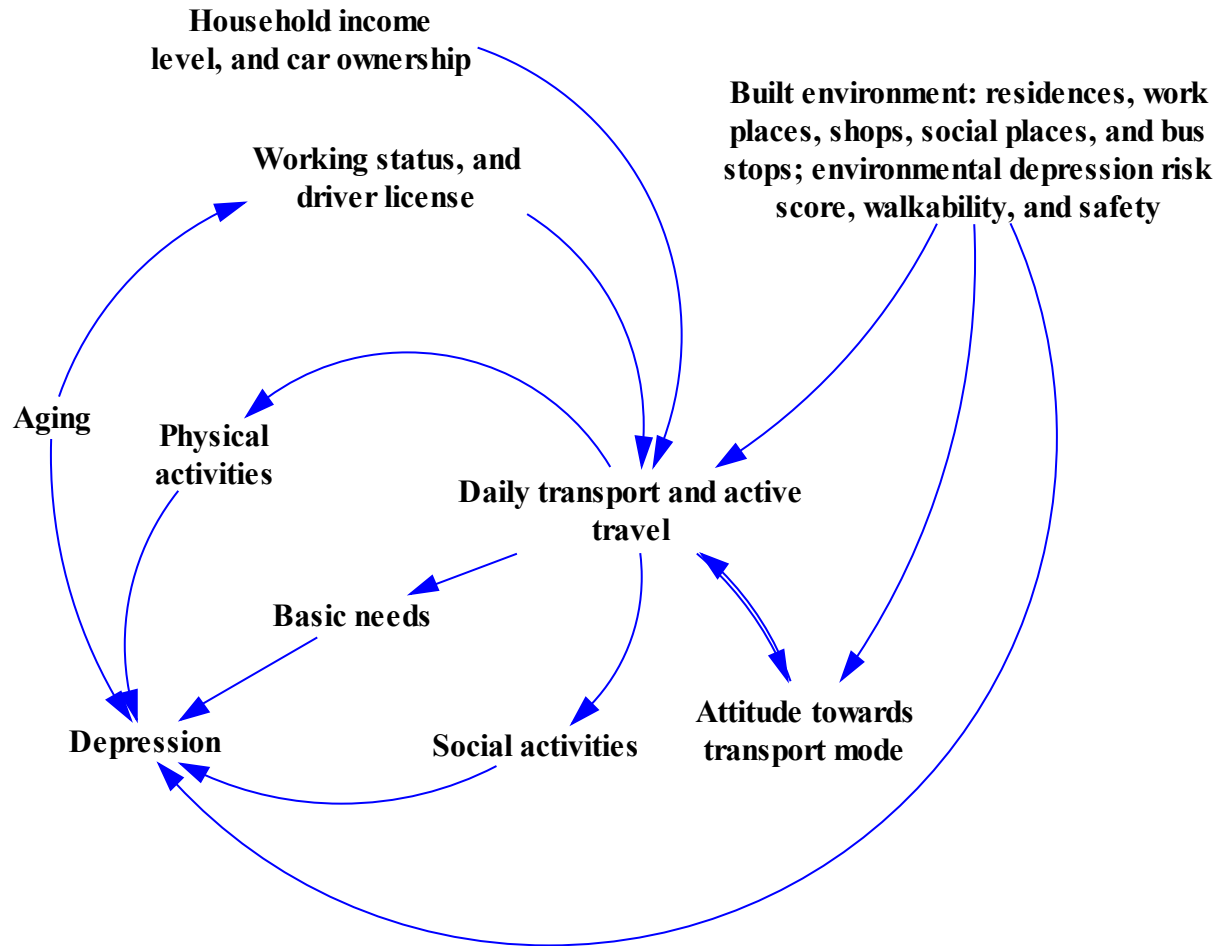 Household income
level, and car ownership
Built environment: residences, work
places, shops, social places, and bus
stops; environmental depression risk
score, walkability, and safety
Working status, and
driver license
Aging
Physical
activities
Daily transport and active
travel
Basic needs
Attitude towards
transport mode
Depression
Social activities